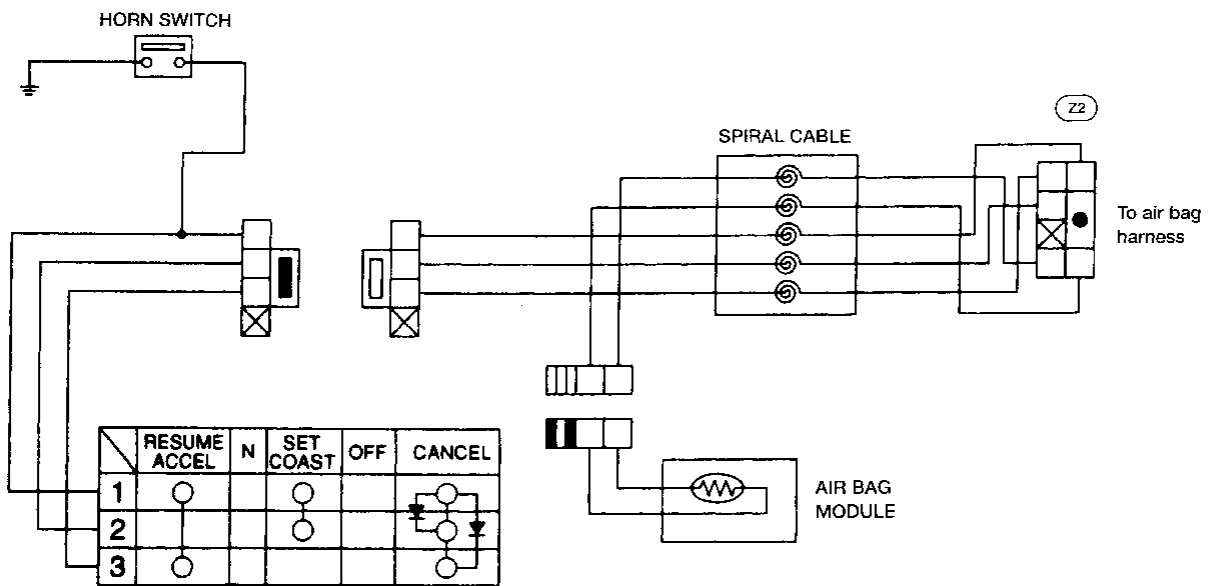 HORN SWITCH
Z2
SPIRAL CABLE
To air bag
harness
RESUME
ACCEL
N
SET
COAST
OFF
CANCEL
1
2
3
AIR BAG
MODULE